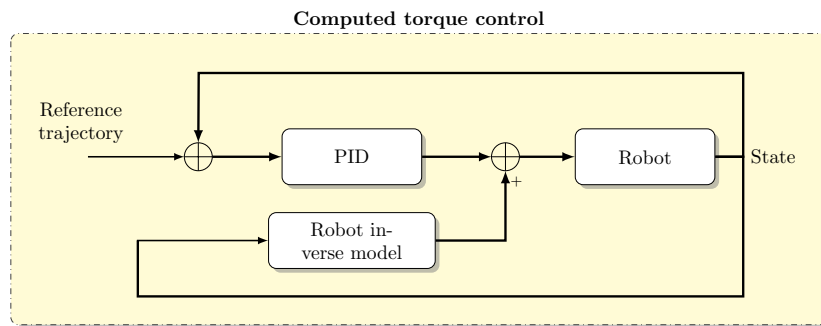 Computed torque control
Reference
trajectory
PID
Robot
State
+
Robot in-
verse model